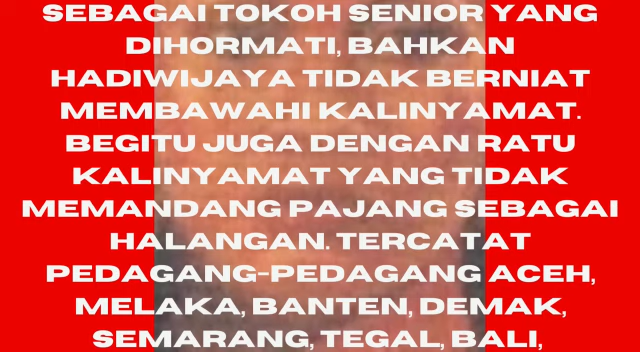 SEBAGAI TOKOH SENIOR YANG
DIHORMATI, BAHKAN
HADIWIJAYA TIDAK BERNIAT
MEMBAWAHI KALINYAMAT.
BEGITU JUGA DENGAN RATU
KALINYAMAT YANG TIDAK
MEMANDANG PAJANG SEBAGAI
HALANGAN. TERCATAT
PEDAGANG-PEDAGANG ACEH,
MELAKA, BANTEN, DEMAK,
SEMARANG, TEGAL, BALI,